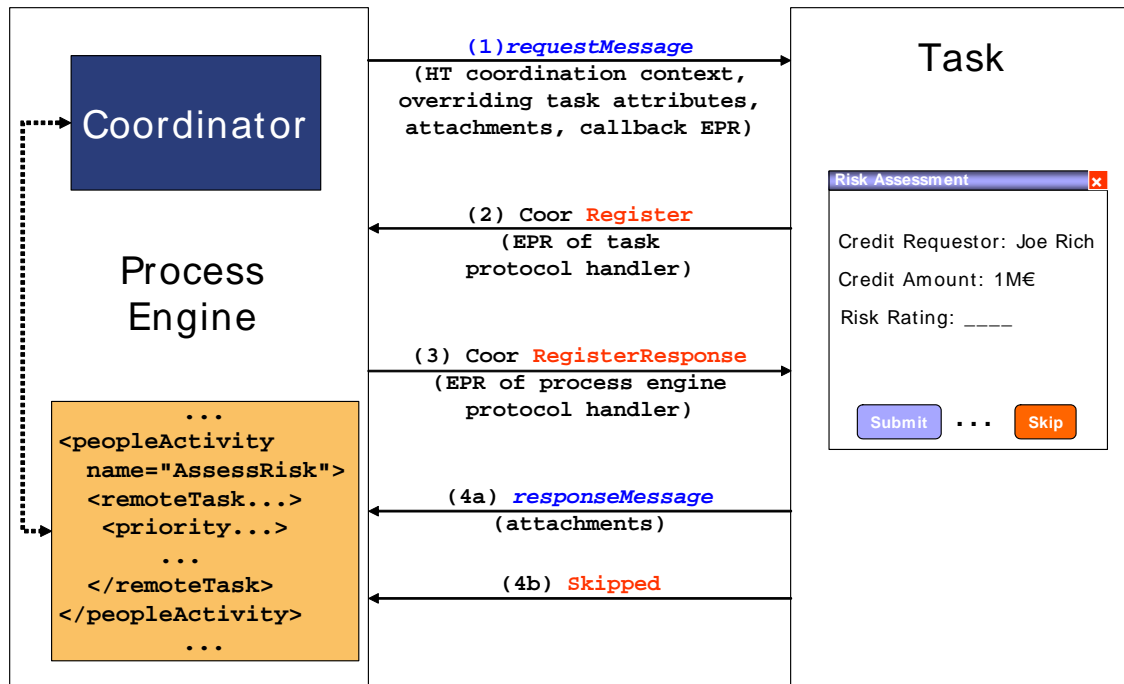 Coordinator
Process
Engine
...
<peopleActivity
name="AssessRisk">
<remoteTask...>
<priority...>
...
</remoteTask>
</peopleActivity>
...
(1)requestMessage
(HT coordination context,
overriding task attributes,
attachments, callback EPR)
(2) Coor Register
(EPR of task
protocol handler)
(3) Coor RegisterResponse
(EPR of process engine
protocol handler)
(4a) responseMessage
(attachments)
(4b) Skipped
Task
Risk Assessment x
Credit Requestor: Joe Rich
Credit Amount: 1M€
Risk Rating: ____
Submit ... Skip